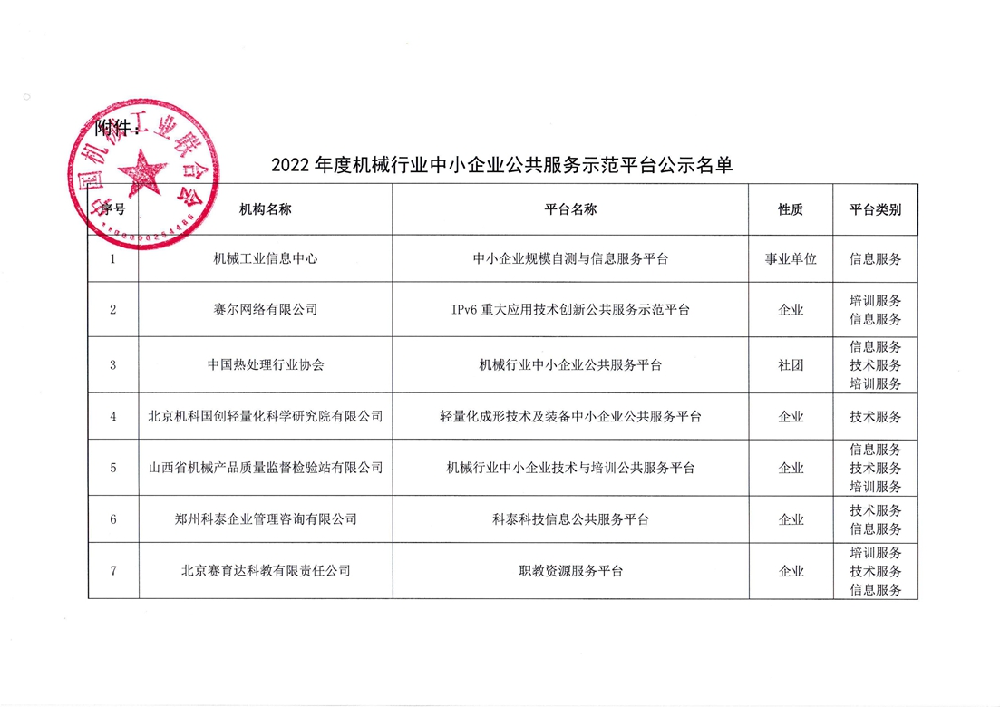 附件：
中国机械工业联合会
2022 年度机械行业中小企业公共服务示范平台公示名单
序号 机构名称 平台名称 性质 平台类别
1 机械工业信息中心 中小企业规模自测与信息服务平台 事业单位 信息服务
2 赛尔网络有限公司 IPv6 重大应用技术创新公共服务示范平台 企业 培训服务
信息服务
3 中国热处理行业协会 机械行业中小企业公共服务平台 社团 信息服务
技术服务
培训服务
4 北京机科国创轻量化科学研究院有限公司 轻量化成形技术及装备中小企业公共服务平台 企业 技术服务
5 山西省机械产品质量监督检验站有限公司 机械行业中小企业技术与培训公共服务平台 企业 信息服务
技术服务
培训服务
6 郑州科泰企业管理咨询有限公司 科泰科技信息公共服务平台 企业 技术服务
信息服务
7 北京赛育达科教有限责任公司 职教资源服务平台 企业 培训服务
技术服务
信息服务